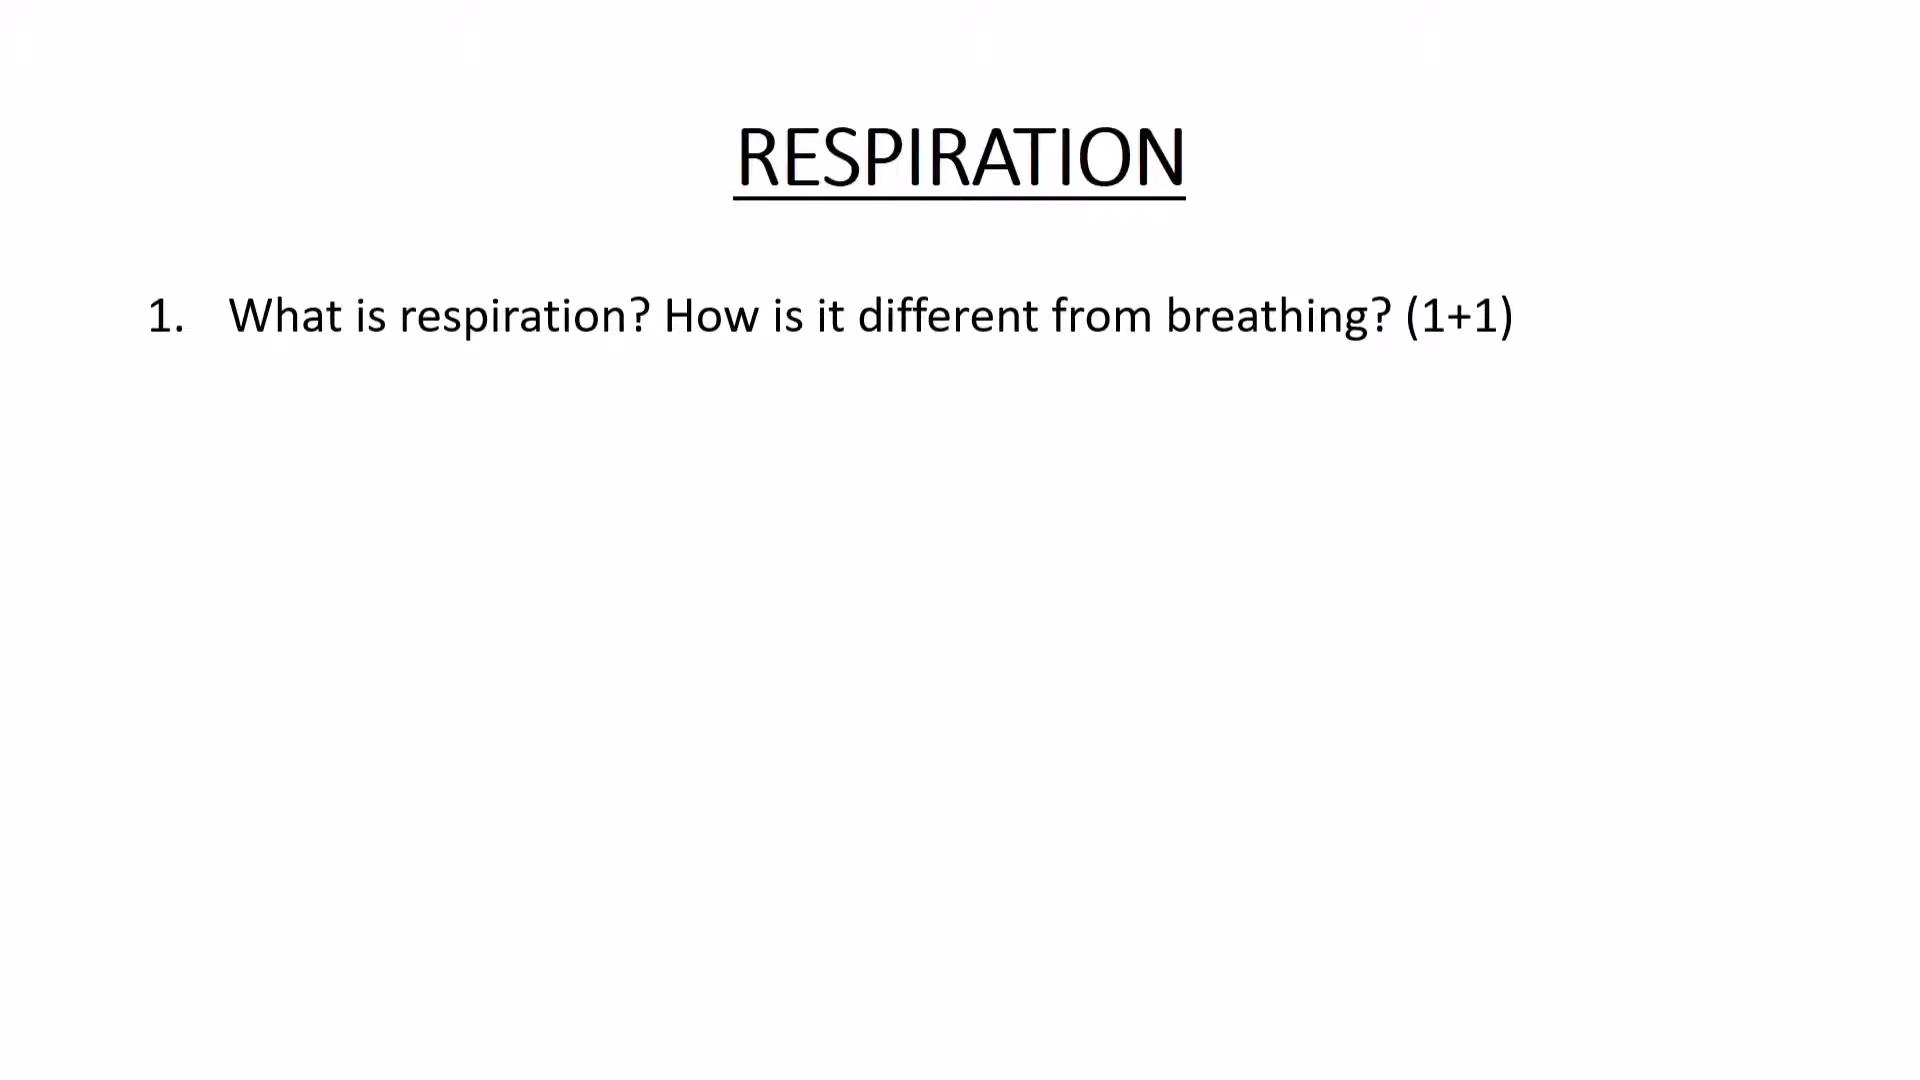 RESPIRATION
1. What is respiration? How is it different from breathing? (1+1)